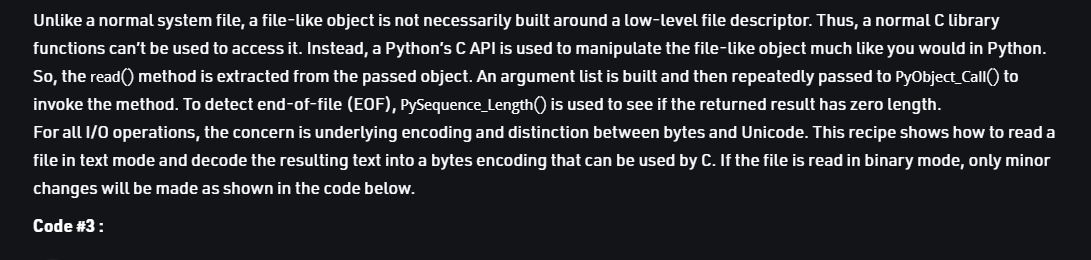 Unlike a normal system file, a file-like object is not necessarily built around a low-level file descriptor. Thus, a normal C library
functions can't be used to access it. Instead, a Python's C API is used to manipulate the file-like object much like you would in Python.
So, the read() method is extracted from the passed object. An argument list is built and then repeatedly passed to PyObject_Call() to
invoke the method. To detect end-of-file (EOF), PySequence_Length() is used to see if the returned result has zero length.
For all I/O operations, the concern is underlying encoding and distinction between bytes and Unicode. This recipe shows how to read a
file in text mode and decode the resulting text into a bytes encoding that can be used by C. If the file is read in binary mode, only minor
changes will be made as shown in the code below.
Code #3 :